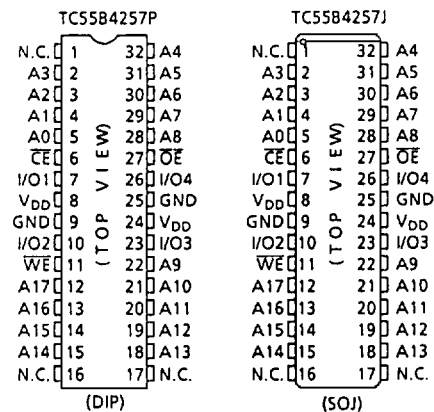 TC55B4257P TC55B4257J
N.C. 1 32 A4 N.C. 1 32 A4
A3 2 31 A5 A3 2 31 A5
A2 3 30 A6 A2 3 30 A6
A1 4 29 A7 A1 4 29 A7
A0 5 28 A8 A0 5 28 A8
C̅E̅ 6 27 O̅E̅ C̅E̅ 6 27 O̅E̅
I/O1 7 26 I/O4 I/O1 7 26 I/O4
VDD 8 25 GND VDD 8 25 GND
GND 9 24 VDD GND 9 24 VDD
I/O2 10 23 I/O3 I/O2 10 23 I/O3
W̅E̅ 11 22 A9 W̅E̅ 11 22 A9
A17 12 21 A10 A17 12 21 A10
A16 13 20 A11 A16 13 20 A11
A15 14 19 A12 A15 14 19 A12
A14 15 18 A13 A14 15 18 A13
N.C. 16 17 N.C. N.C. 16 17 N.C.
(TOP VIEW) (TOP VIEW)
(DIP) (SOJ)